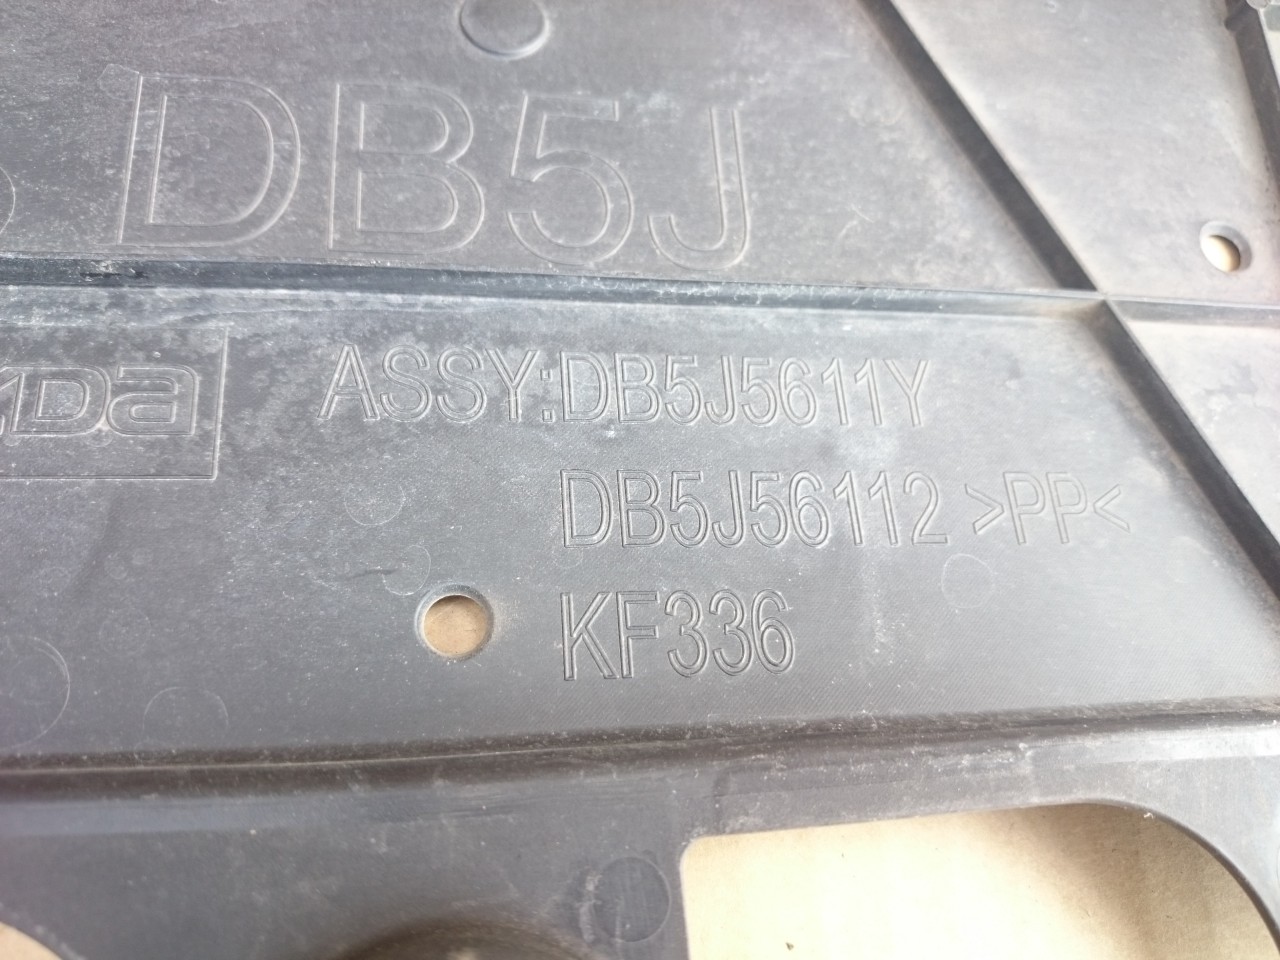 DB5J
ASSY:DB5J5611Y
DB5J56112 >PP<
KF336